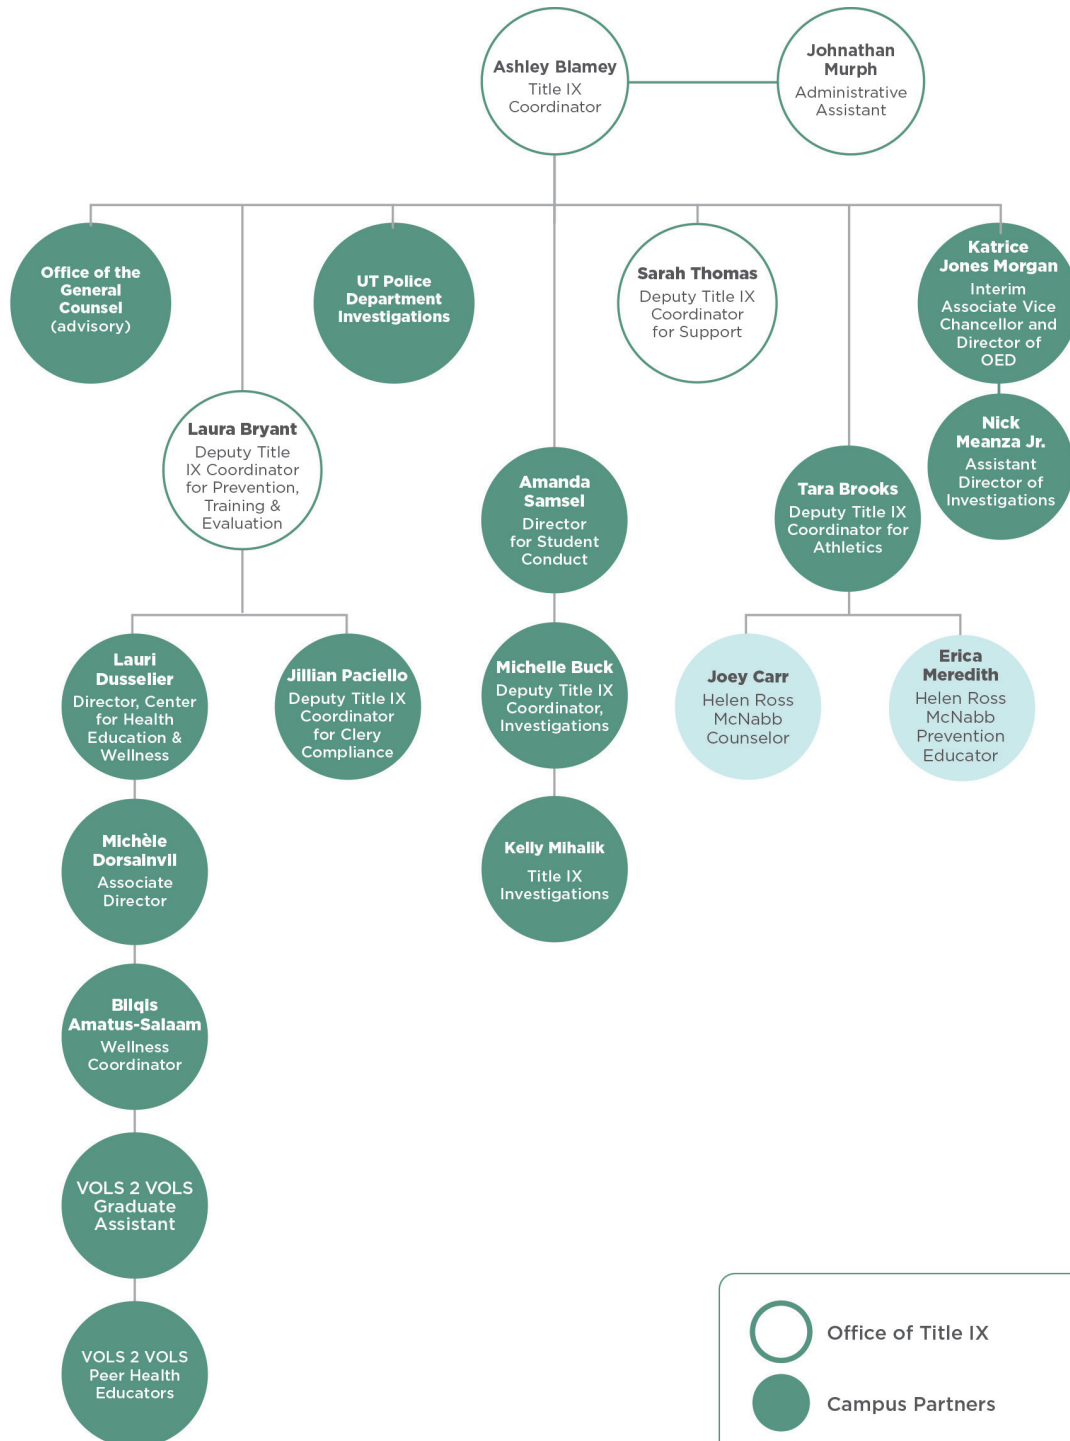 Ashley Blamey
Title IX
Coordinator
Johnathan
Murph
Administrative
Assistant
Office of the
General
Counsel
(advisory)
UT Police
Department
Investigations
Sarah Thomas
Deputy Title IX
Coordinator
for Support
Katrice
Jones Morgan
Interim
Associate Vice
Chancellor and
Director of
OED
Laura Bryant
Deputy Title
IX Coordinator
for Prevention,
Training &
Evaluation
Nick
Meanza Jr.
Assistant
Director of
Investigations
Amanda
Samsel
Director
for Student
Conduct
Tara Brooks
Deputy Title IX
Coordinator for
Athletics
Lauri
Dusselier
Director, Center
for Health
Education &
Wellness
Jillian Paciello
Deputy Title IX
Coordinator
for Clery
Compliance
Michelle Buck
Deputy Title IX
Coordinator,
Investigations
Joey Carr
Helen Ross
McNabb
Counselor
Erica
Meredith
Helen Ross
McNabb
Prevention
Educator
Michèle
Dorsainvil
Associate
Director
Kelly Mihalik
Title IX
Investigations
Bilqis
Amatus-Salaam
Wellness
Coordinator
VOLS 2 VOLS
Graduate
Assistant
VOLS 2 VOLS
Peer Health
Educators
Office of Title IX
Campus Partners